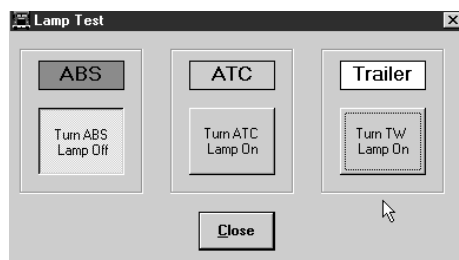 Lamp Test
ABS
ATC
Trailer
Turn ABS
Lamp Off
Turn ATC
Lamp On
Turn TW
Lamp On
Close